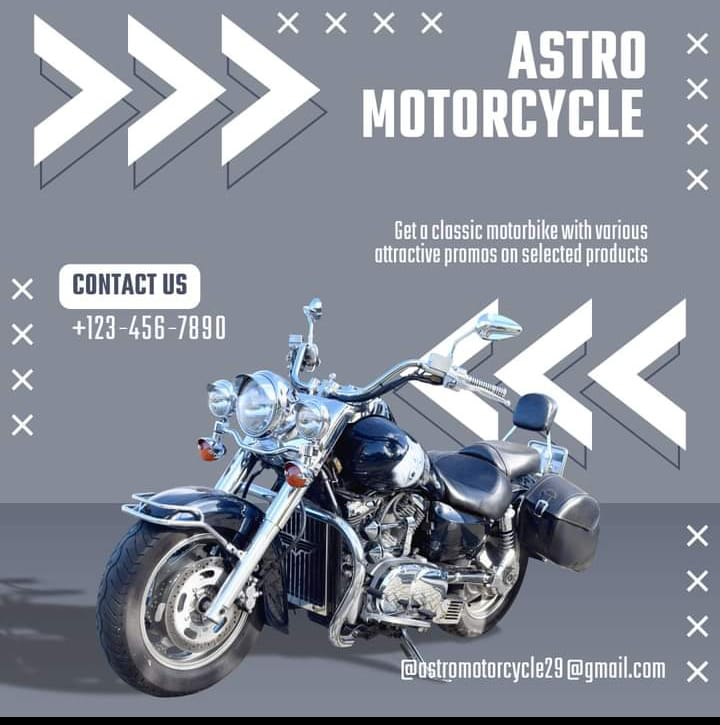 ASTRO
MOTORCYCLE
Get a classic motorbike with various
attractive promos on selected products
CONTACT US
+123-456-7890
@astromotorcycle29@gmail.com